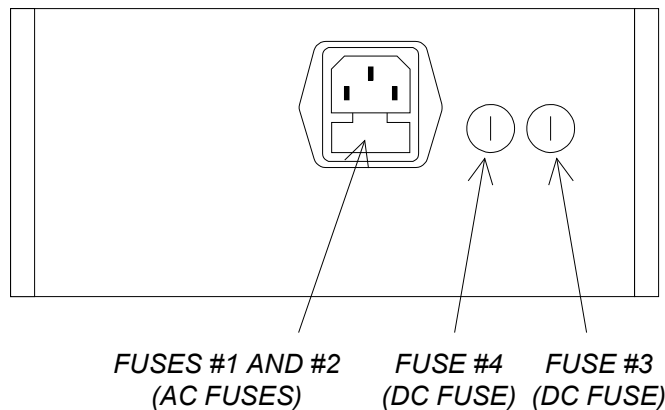 FUSES #1 AND #2
(AC FUSES)
FUSE #4
(DC FUSE)
FUSE #3
(DC FUSE)